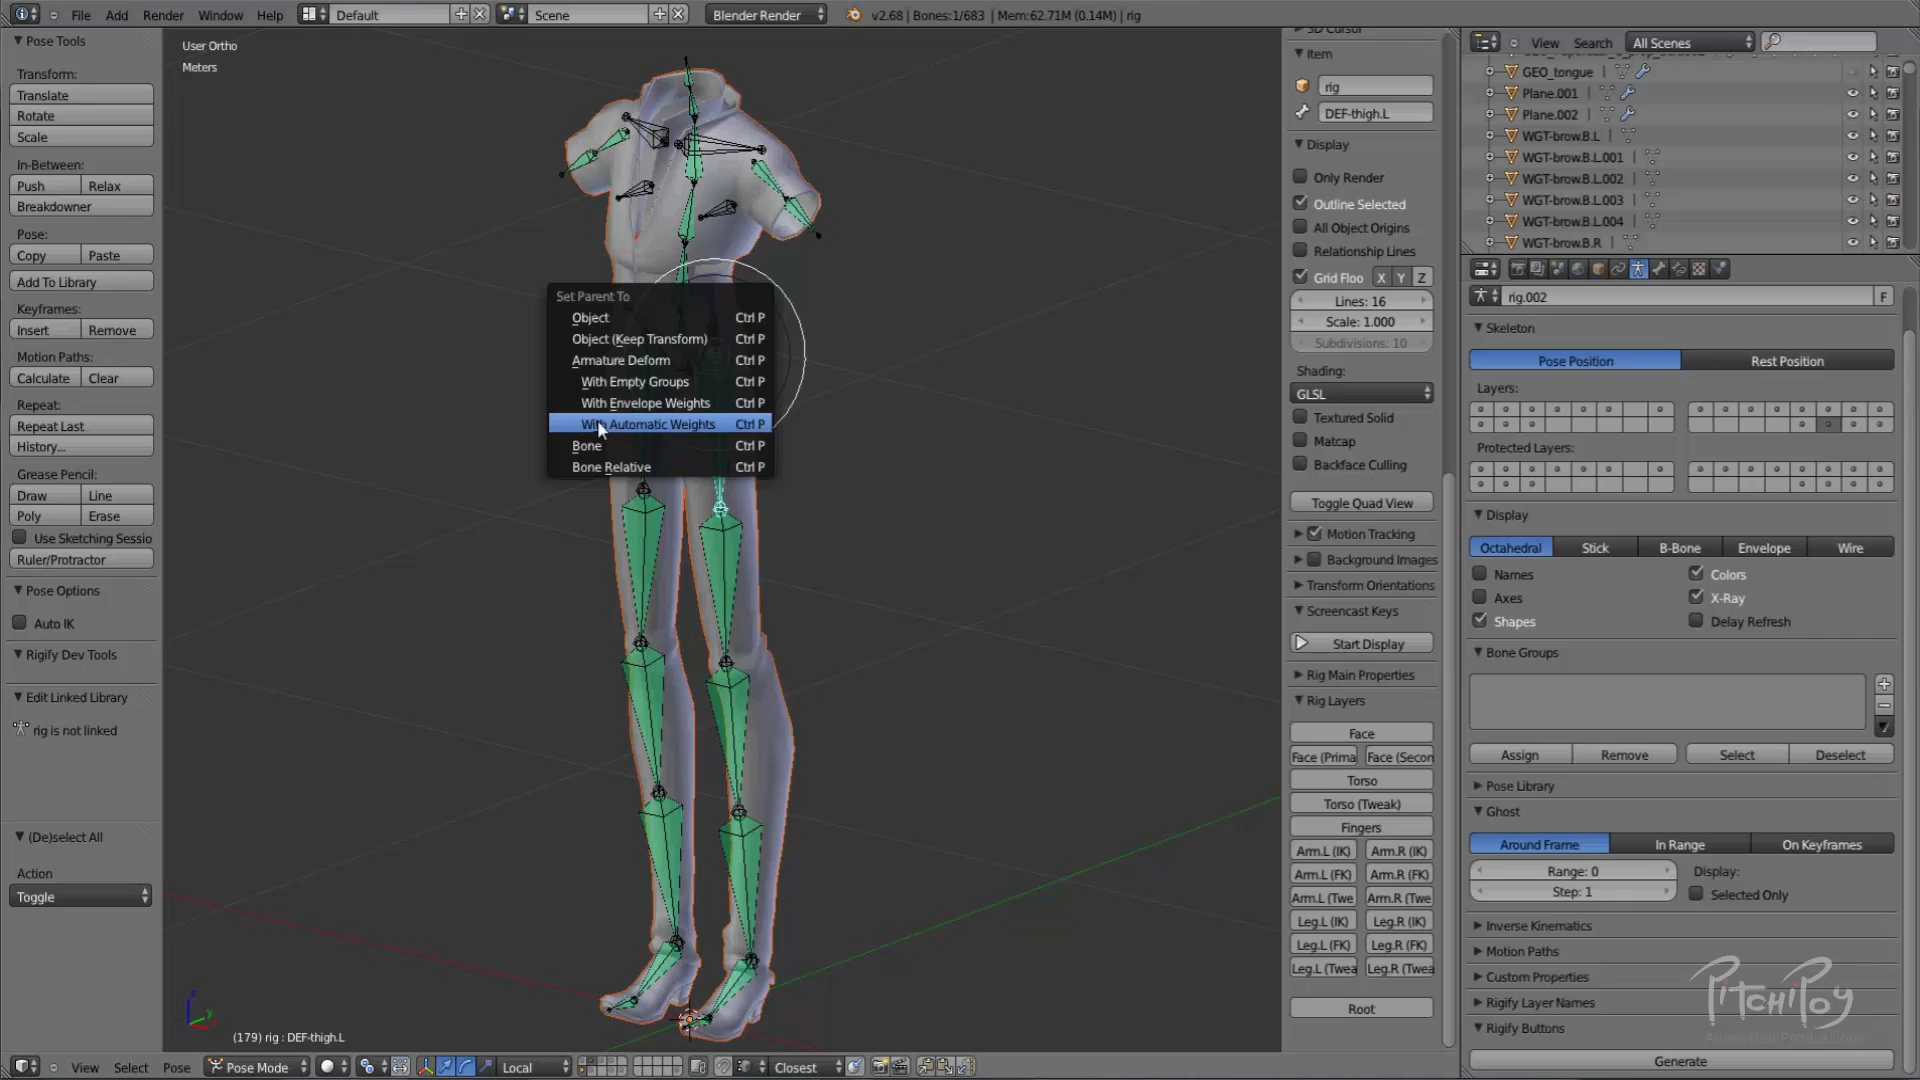 File Add Render Window Help
Default
Scene
Blender Render
v2.68 | Bones:1/683 | Mem:62.71M (0.14M) | rig
Pose Tools
Transform:
Translate
Rotate
Scale
In-Between:
Push Relax
Breakdowner
Pose:
Copy Paste
Add To Library
Keyframes:
Insert Remove
Motion Paths:
Calculate Clear
Repeat:
Repeat Last
History...
Grease Pencil:
Draw Line
Poly Erase
Use Sketching Sessio
Ruler/Protractor
Pose Options
Auto IK
Rigify Dev Tools
Edit Linked Library
rig is not linked
(De)select All
Action
Toggle
User Ortho
Meters
Set Parent To
Object Ctrl P
Object (Keep Transform) Ctrl P
Armature Deform Ctrl P
With Empty Groups Ctrl P
With Envelope Weights Ctrl P
With Automatic Weights Ctrl P
Bone Ctrl P
Bone Relative Ctrl P
z
y
(179) rig : DEF-thigh.L
View Select Pose Pose Mode Local Closest
3D Cursor
Item
rig
DEF-thigh.L
Display
Only Render
Outline Selected
All Object Origins
Relationship Lines
Grid Floo X Y Z
Lines: 16
Scale: 1.000
Subdivisions: 10
Shading:
GLSL
Textured Solid
Matcap
Backface Culling
Toggle Quad View
Motion Tracking
Background Images
Transform Orientations
Screencast Keys
Start Display
Rig Main Properties
Rig Layers
Face
Face (Prima Face (Secon
Torso
Torso (Tweak)
Fingers
Arm.L (IK) Arm.R (IK)
Arm.L (FK) Arm.R (FK)
Arm.L (Twe Arm.R (Twe
Leg.L (IK) Leg.R (IK)
Leg.L (FK) Leg.R (FK)
Leg.L (Twea Leg.R (Twea
Root
View Search All Scenes
GEO_tongue
Plane.001
Plane.002
WGT-brow.B.L
WGT-brow.B.L.001
WGT-brow.B.L.002
WGT-brow.B.L.003
WGT-brow.B.L.004
WGT-brow.B.R
rig.002 F
Skeleton
Pose Position Rest Position
Layers:
Protected Layers:
Display
Octahedral Stick B-Bone Envelope Wire
Names Colors
Axes X-Ray
Shapes Delay Refresh
Bone Groups
Assign Remove Select Deselect
Pose Library
Ghost
Around Frame In Range On Keyframes
Range: 0 Display:
Step: 1 Selected Only
Inverse Kinematics
Motion Paths
Custom Properties
Rigify Layer Names
Rigify Buttons
Generate
PitchiPoy
Animation Productions